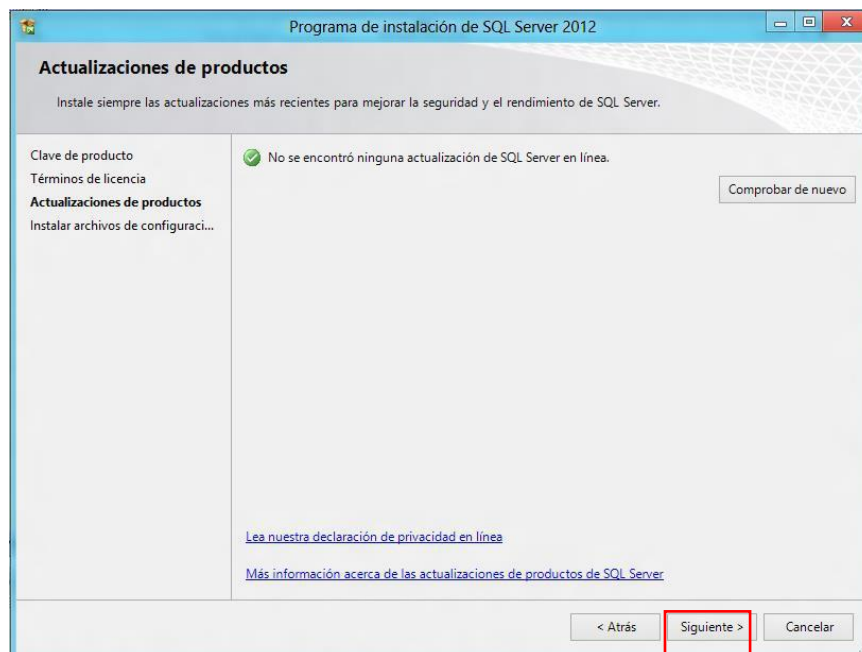 Programa de instalación de SQL Server 2012
Actualizaciones de productos
Instale siempre las actualizaciones más recientes para mejorar la seguridad y el rendimiento de SQL Server.
Clave de producto
Términos de licencia
Actualizaciones de productos
Instalar archivos de configuraci...
No se encontró ninguna actualización de SQL Server en línea.
Comprobar de nuevo
Lea nuestra declaración de privacidad en línea
Más información acerca de las actualizaciones de productos de SQL Server
< Atrás
Siguiente >
Cancelar